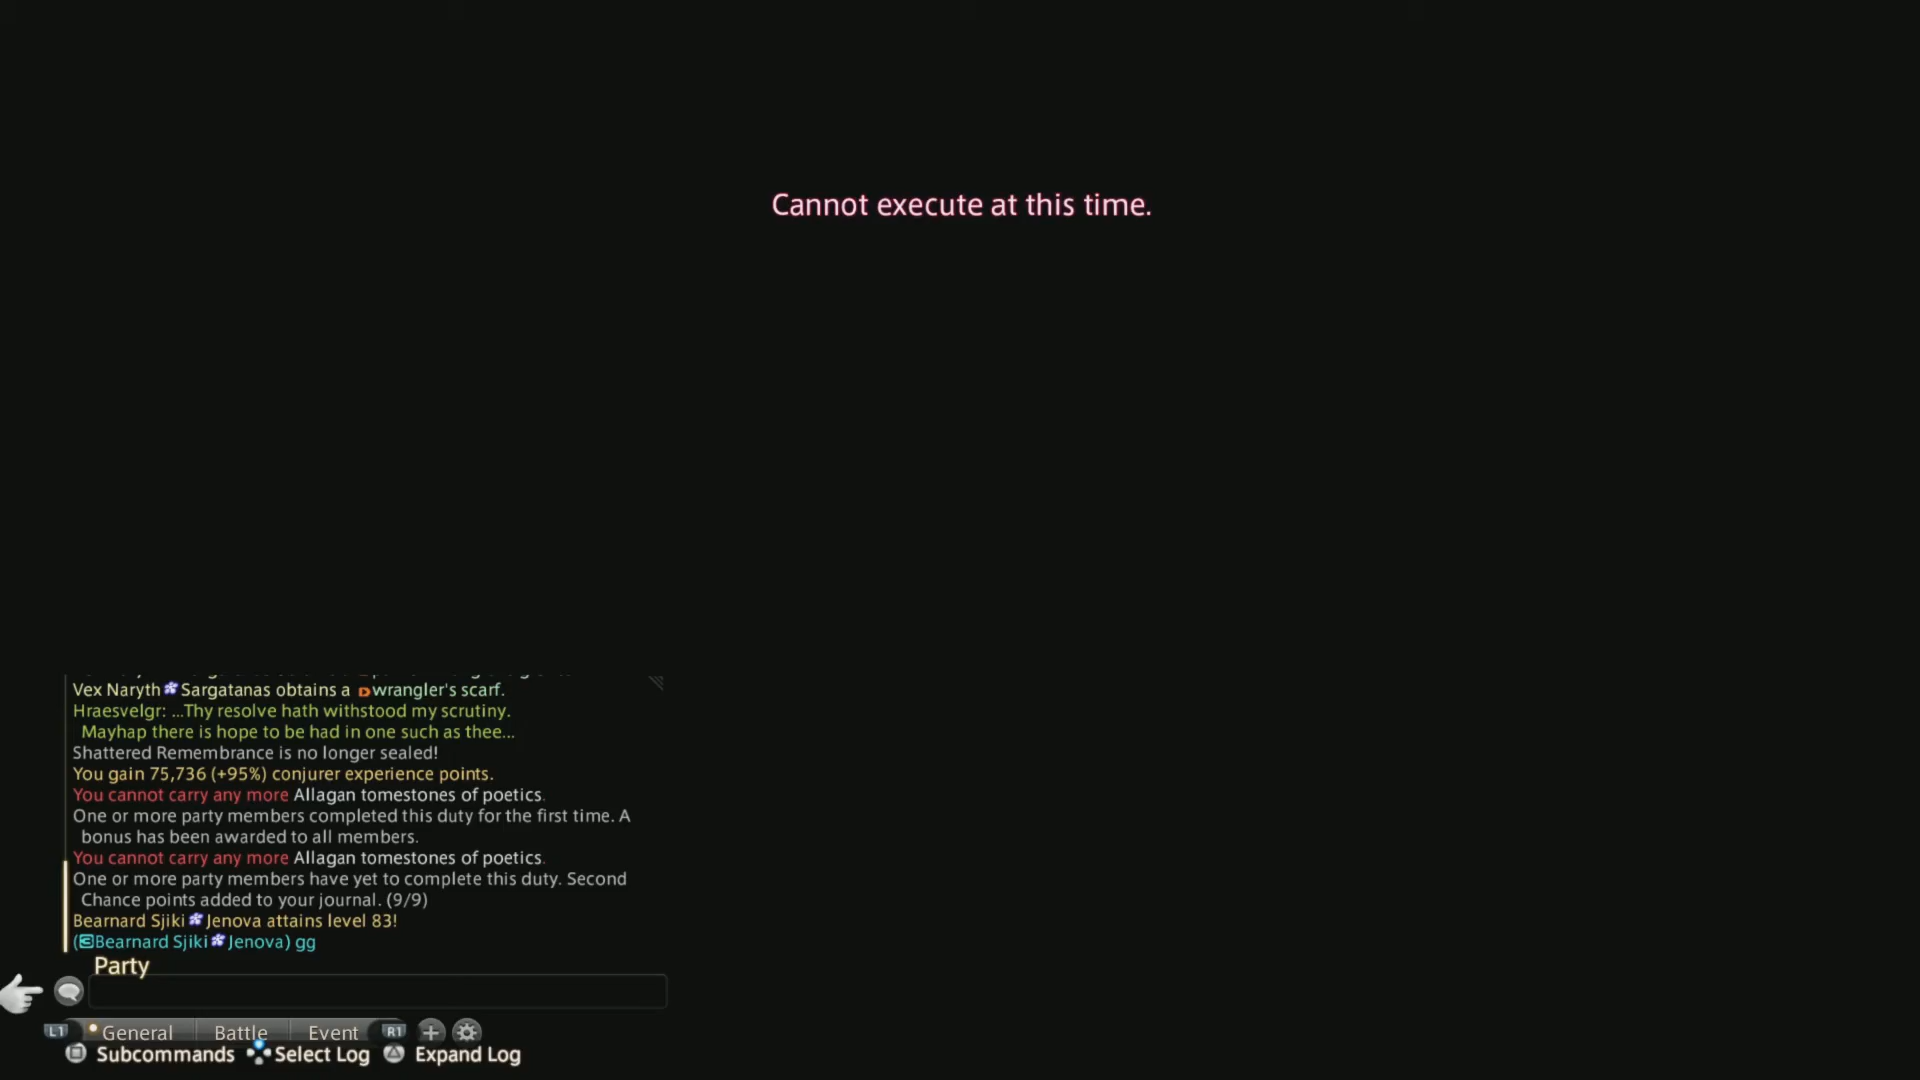 Cannot execute at this time.
Vex Naryth Sargatanas obtains a wrangler's scarf.
Hraesvelgr: ...Thy resolve hath withstood my scrutiny.
Mayhap there is hope to be had in one such as thee...
Shattered Remembrance is no longer sealed!
You gain 75,736 (+95%) conjurer experience points.
You cannot carry any more Allagan tomestones of poetics.
One or more party members completed this duty for the first time. A
bonus has been awarded to all members.
You cannot carry any more Allagan tomestones of poetics.
One or more party members have yet to complete this duty. Second
Chance points added to your journal. (9/9)
Bearnard Sjiki Jenova attains level 83!
(Bearnard Sjiki Jenova) gg
Party
L1 General Battle Event R1
Subcommands Select Log Expand Log